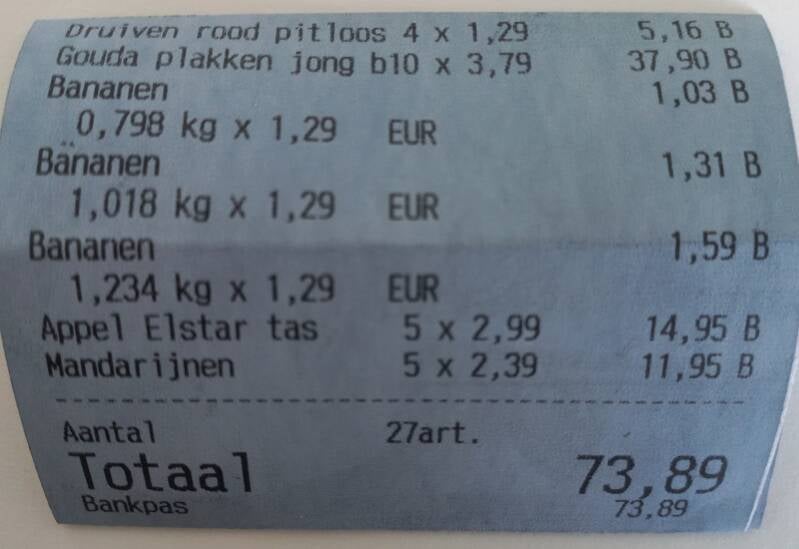 Druiven rood pitloos 4 x 1,29 5,16 B
Gouda plakken jong b10 x 3,79 37,90 B
Bananen 1,03 B
0,798 kg x 1,29 EUR
Bananen 1,31 B
1,018 kg x 1,29 EUR
Bananen 1,59 B
1,234 kg x 1,29 EUR
Appel Elstar tas 5 x 2,99 14,95 B
Mandarijnen 5 x 2,39 11,95 B
Aantal 27art.
Totaal 73,89
Bankpas 73,89